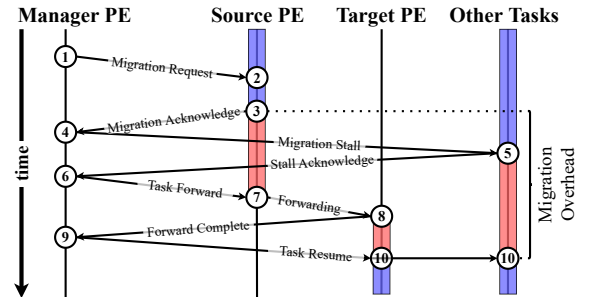 Manager PE Source PE Target PE Other Tasks
1
Migration Request
2
3
Migration Acknowledge
4
Migration Stall
5
Stall Acknowledge
6
Task Forward
7
Forwarding
8
Forward Complete
9
Task Resume
10
10
time
Migration
Overhead